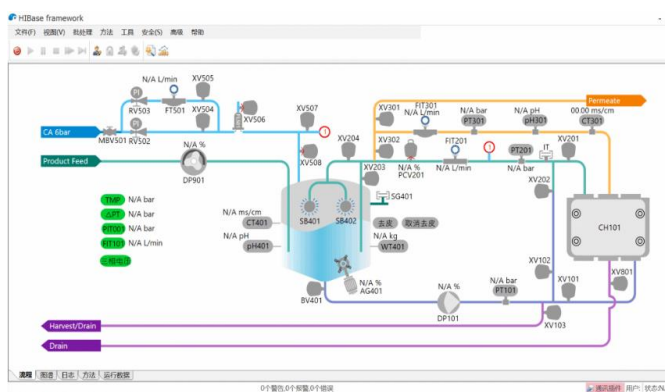 HIBase framework
文件(F) 视图(V) 批处理 方法 工具 安全(S) 高级 帮助
N/A L/min XV505
PI
RV503 FT501 XV504
XV506
XV507
CA 6bar
MBV501 RV502
PI
XV508
Product Feed
N/A %
DP901
XV204
XV301 FIT301
N/A L/min
N/A bar
PT301
N/A pH
pH301
00.00 ms/cm
CT301
Permeate
XV302
FIT201
XV203
N/A %
PCV201
N/A L/min
PT201
N/A bar
IT
XV201
XV202
SG401
TMP N/A bar
△PT N/A bar
PIT001 N/A bar
FIT101 N/A L/min
N/A ms/cm
CT401
N/A pH
pH401
SB401 SB402
去皮 取消去皮
N/A kg
WT401
CH101
N/A %
AG401
BV401
N/A %
DP101
N/A bar
PT101
XV102
XV101
XV801
XV103
Harvest/Drain
Drain
流程 图谱 日志 方法 运行数据
0个警告,0个报警,0个错误
通讯插件 用户: 状态:N